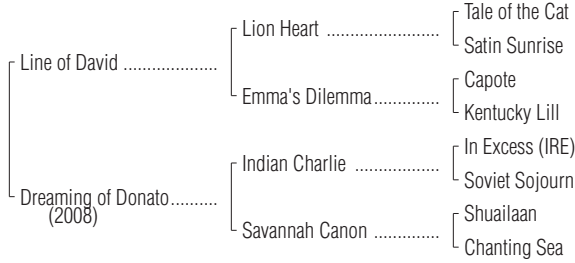 Tale of the Cat
Lion Heart ........................
Satin Sunrise
Line of David ....................
Capote
Emma's Dilemma..............
Kentucky Lill
In Excess (IRE)
Indian Charlie ..................
Soviet Sojourn
Dreaming of Donato..........
(2008)
Shuailaan
Savannah Canon ..............
Chanting Sea